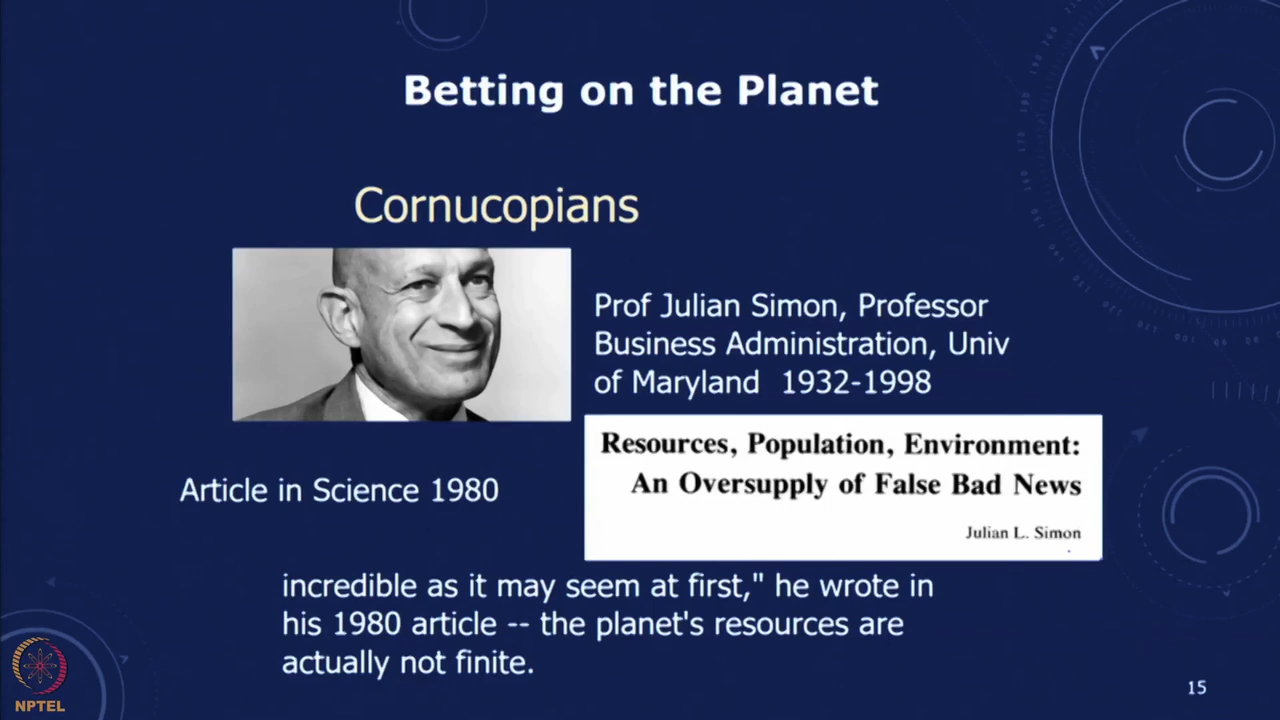 Betting on the Planet
Cornucopians
Prof Julian Simon, Professor
Business Administration, Univ
of Maryland 1932-1998
Resources, Population, Environment:
An Oversupply of False Bad News
Julian L. Simon
Article in Science 1980
incredible as it may seem at first," he wrote in
his 1980 article -- the planet's resources are
actually not finite.
15
NPTEL